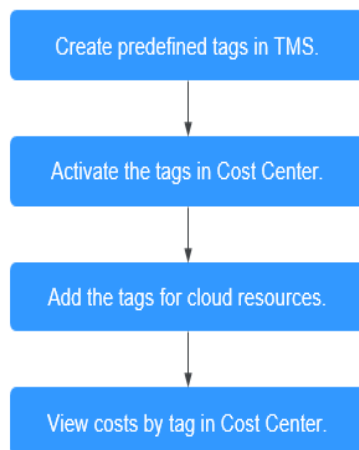 Create predefined tags in TMS.
Activate the tags in Cost Center.
Add the tags for cloud resources.
View costs by tag in Cost Center.